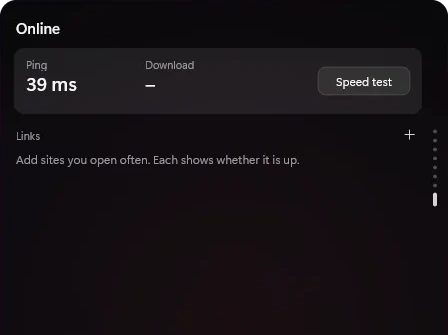 Online
Ping
Download
39 ms
–
Speed test
Links
+
Add sites you open often. Each shows whether it is up.